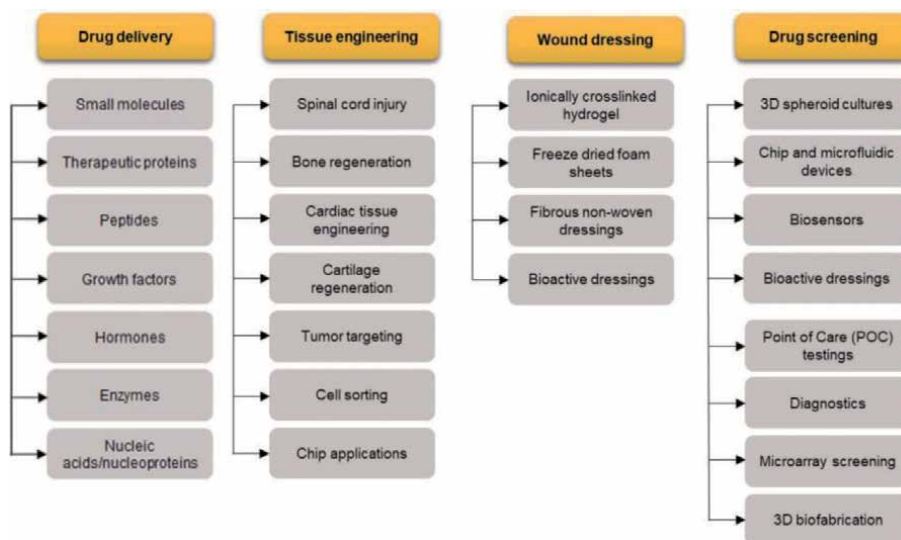 Drug delivery
Small molecules
Therapeutic proteins
Peptides
Growth factors
Hormones
Enzymes
Nucleic
acids/nucleoproteins
Tissue engineering
Spinal cord injury
Bone regeneration
Cardiac tissue
engineering
Cartilage
regeneration
Tumor targeting
Cell sorting
Chip applications
Wound dressing
Ionically crosslinked
hydrogel
Freeze dried foam
sheets
Fibrous non-woven
dressings
Bioactive dressings
Drug screening
3D spheroid cultures
Chip and microfluidic
devices
Biosensors
Bioactive dressings
Point of Care (POC)
testings
Diagnostics
Microarray screening
3D biofabrication